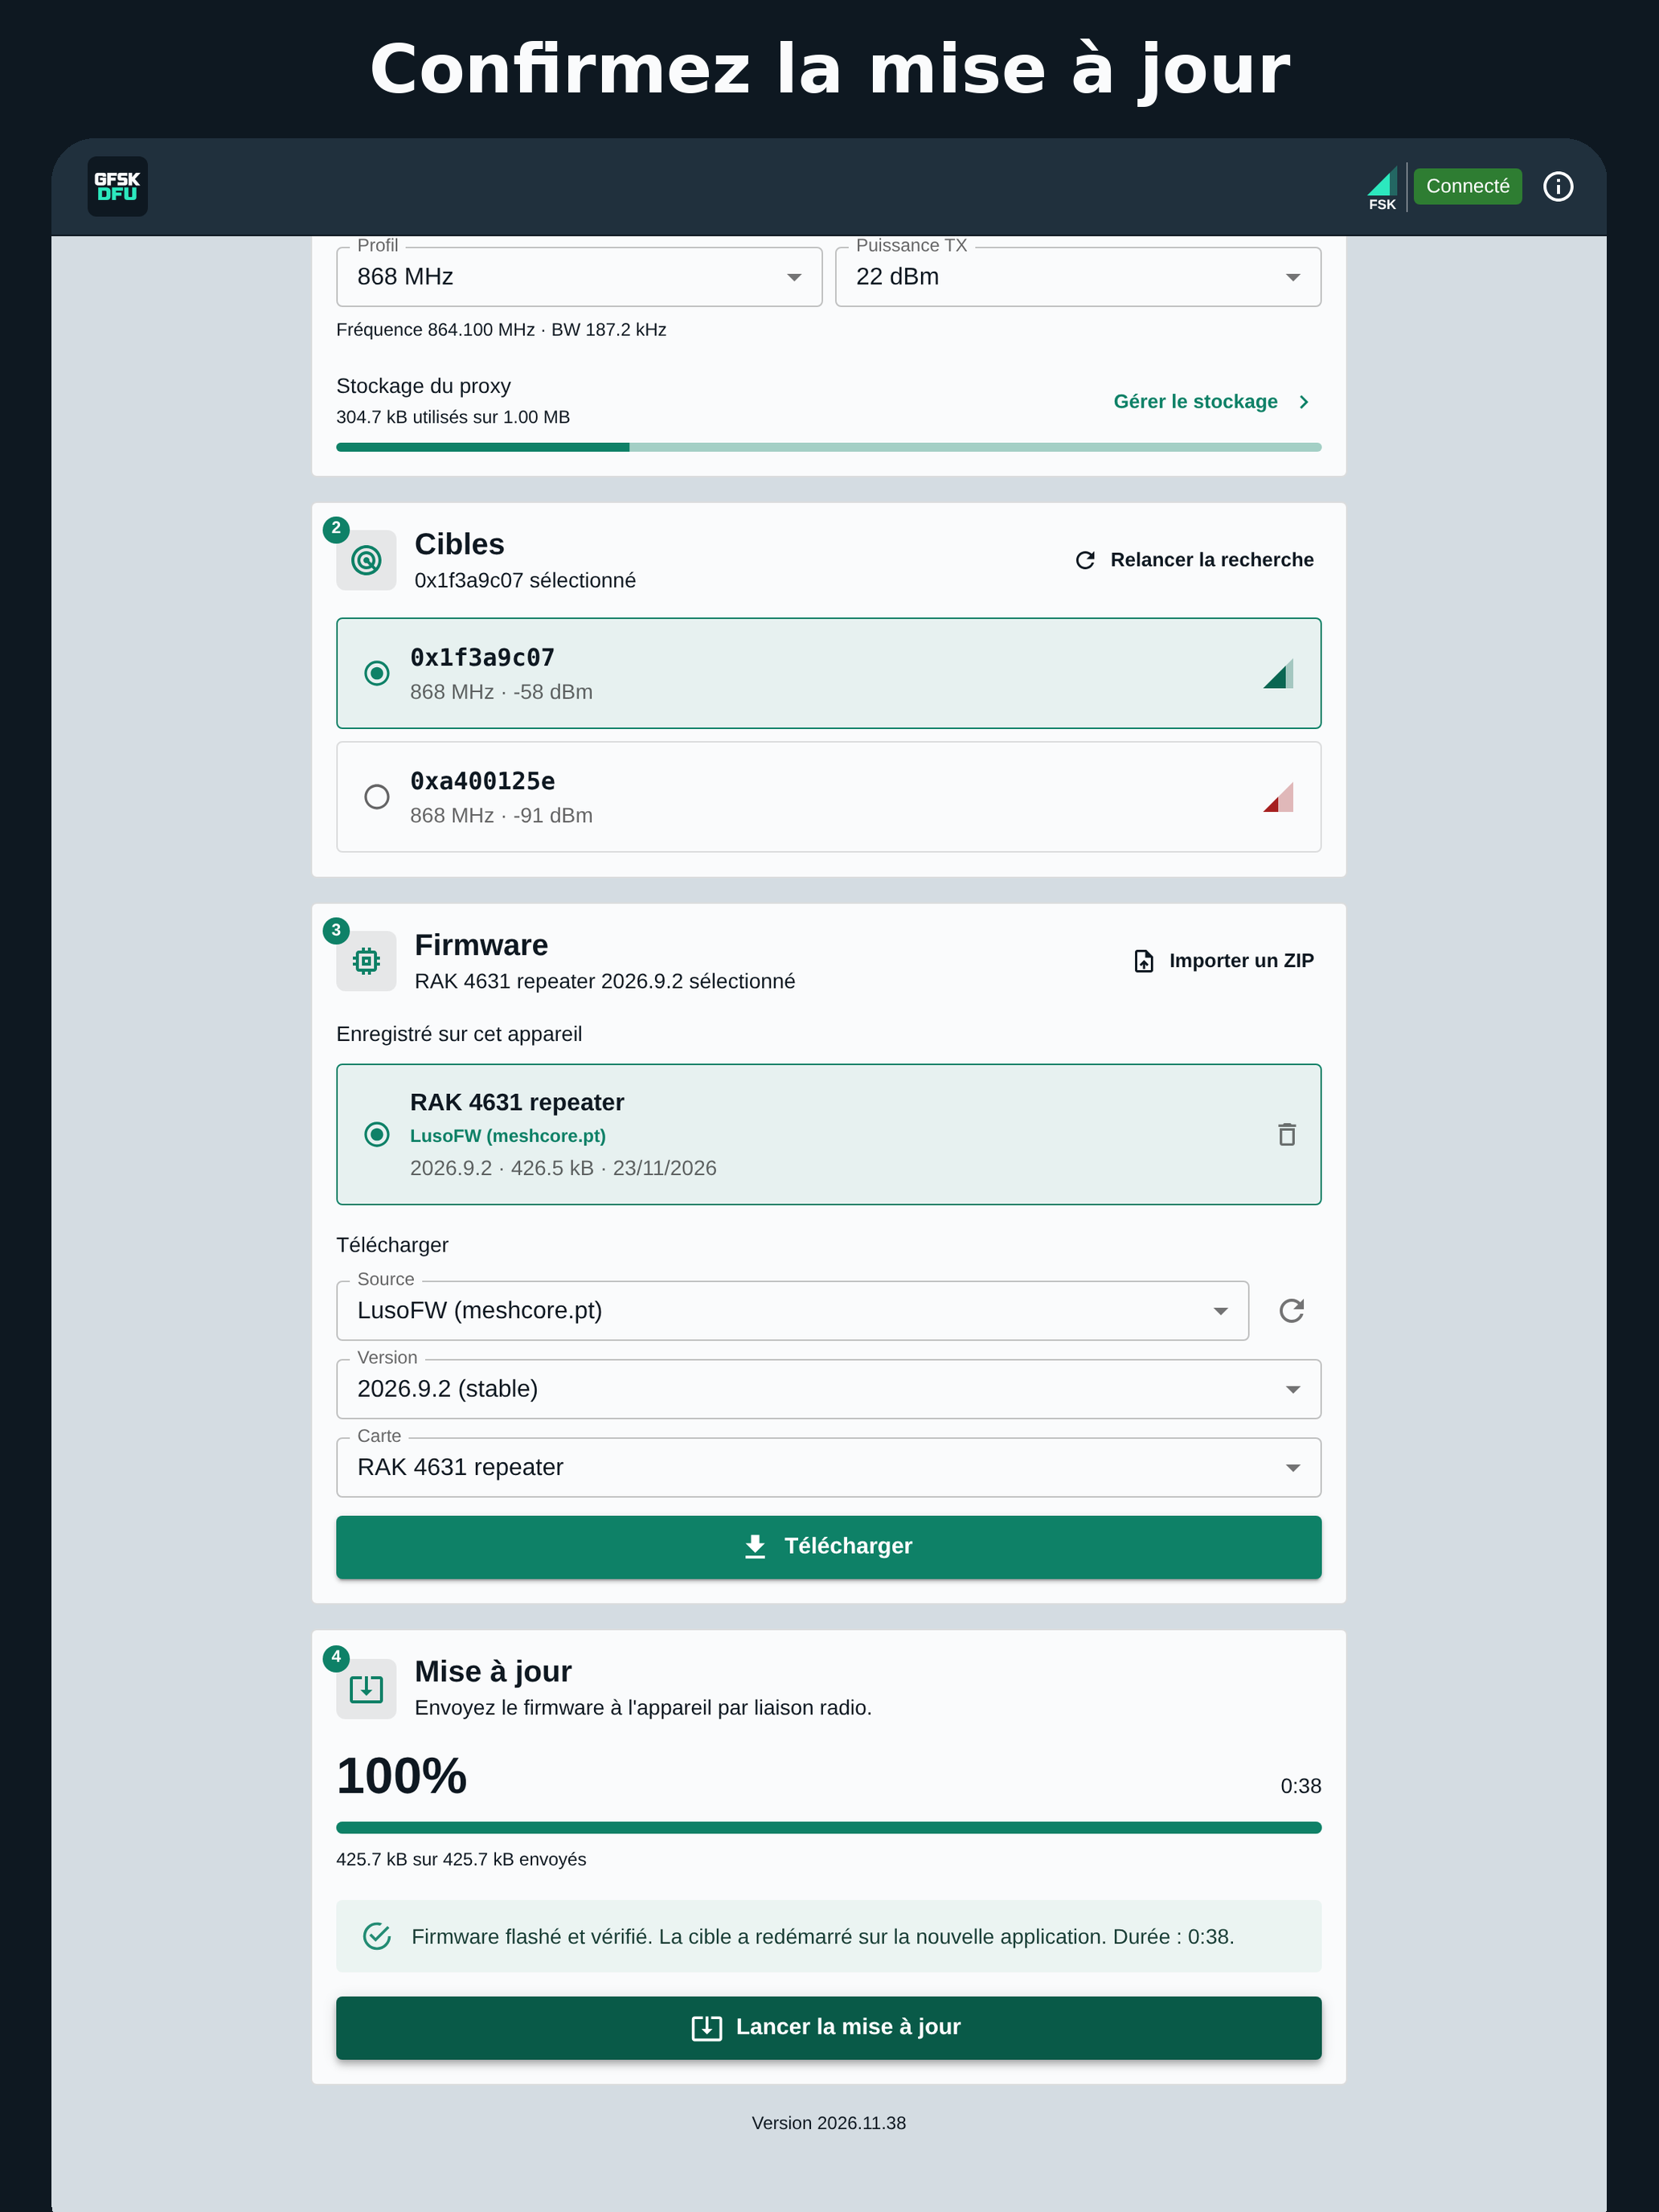 Confirmez la mise à jour
GFSK
DFU
FSK
Connecté
Profil
868 MHz
Puissance TX
22 dBm
Fréquence 864.100 MHz · BW 187.2 kHz
Stockage du proxy
304.7 kB utilisés sur 1.00 MB
Gérer le stockage
2
Cibles
0x1f3a9c07 sélectionné
Relancer la recherche
0x1f3a9c07
868 MHz · -58 dBm
0xa400125e
868 MHz · -91 dBm
3
Firmware
RAK 4631 repeater 2026.9.2 sélectionné
Importer un ZIP
Enregistré sur cet appareil
RAK 4631 repeater
LusoFW (meshcore.pt)
2026.9.2 · 426.5 kB · 23/11/2026
Télécharger
Source
LusoFW (meshcore.pt)
Version
2026.9.2 (stable)
Carte
RAK 4631 repeater
Télécharger
4
Mise à jour
Envoyez le firmware à l'appareil par liaison radio.
100%
0:38
425.7 kB sur 425.7 kB envoyés
Firmware flashé et vérifié. La cible a redémarré sur la nouvelle application. Durée : 0:38.
Lancer la mise à jour
Version 2026.11.38